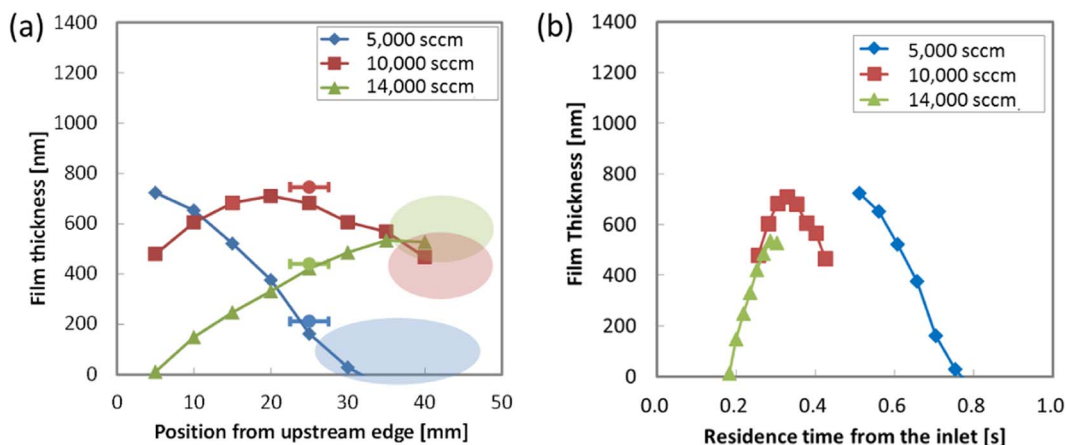 (a)
1400
1200
1000
800
600
400
200
0
Film thickness [nm]
5,000 sccm
10,000 sccm
14,000 sccm
0 10 20 30 40 50
Position from upstream edge [mm]
(b)
1400
1200
1000
800
600
400
200
0
Film Thickness [nm]
5,000 sccm
10,000 sccm
14,000 sccm
0.0 0.2 0.4 0.6 0.8 1.0
Residence time from the inlet [s]